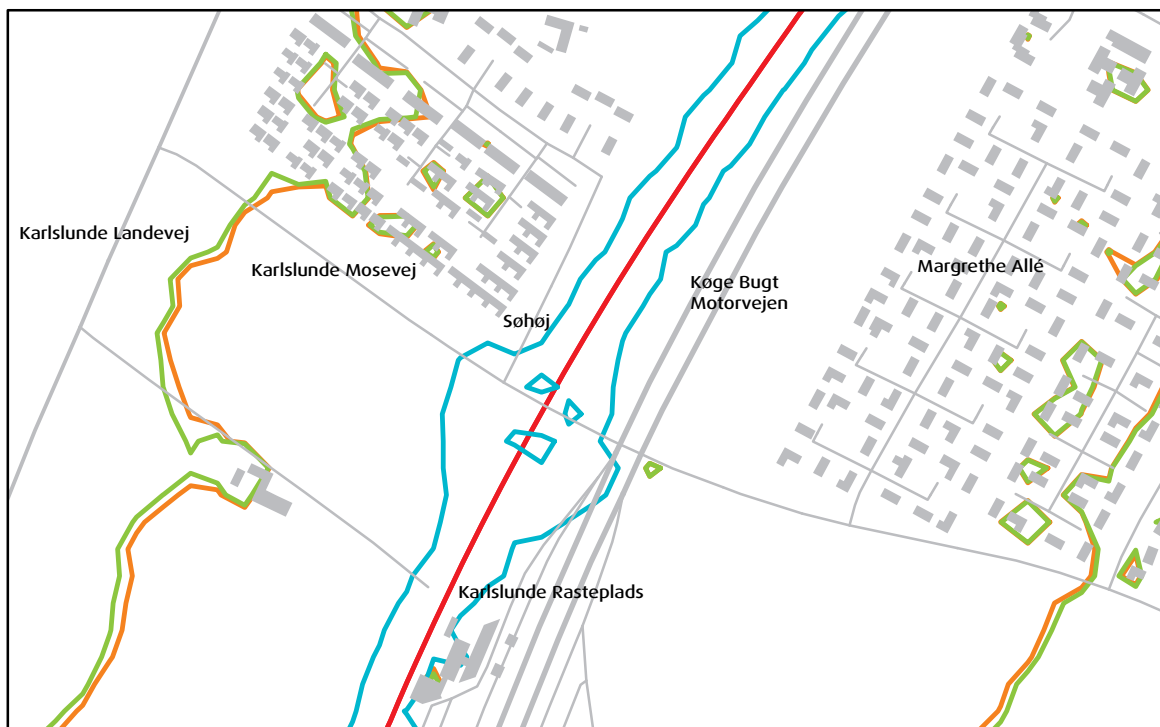 Karlslunde Landevej
Karlslunde Mosevej
Søhøj
Køge Bugt
Motorvejen
Margrethe Allé
Karlslunde Rasteplads